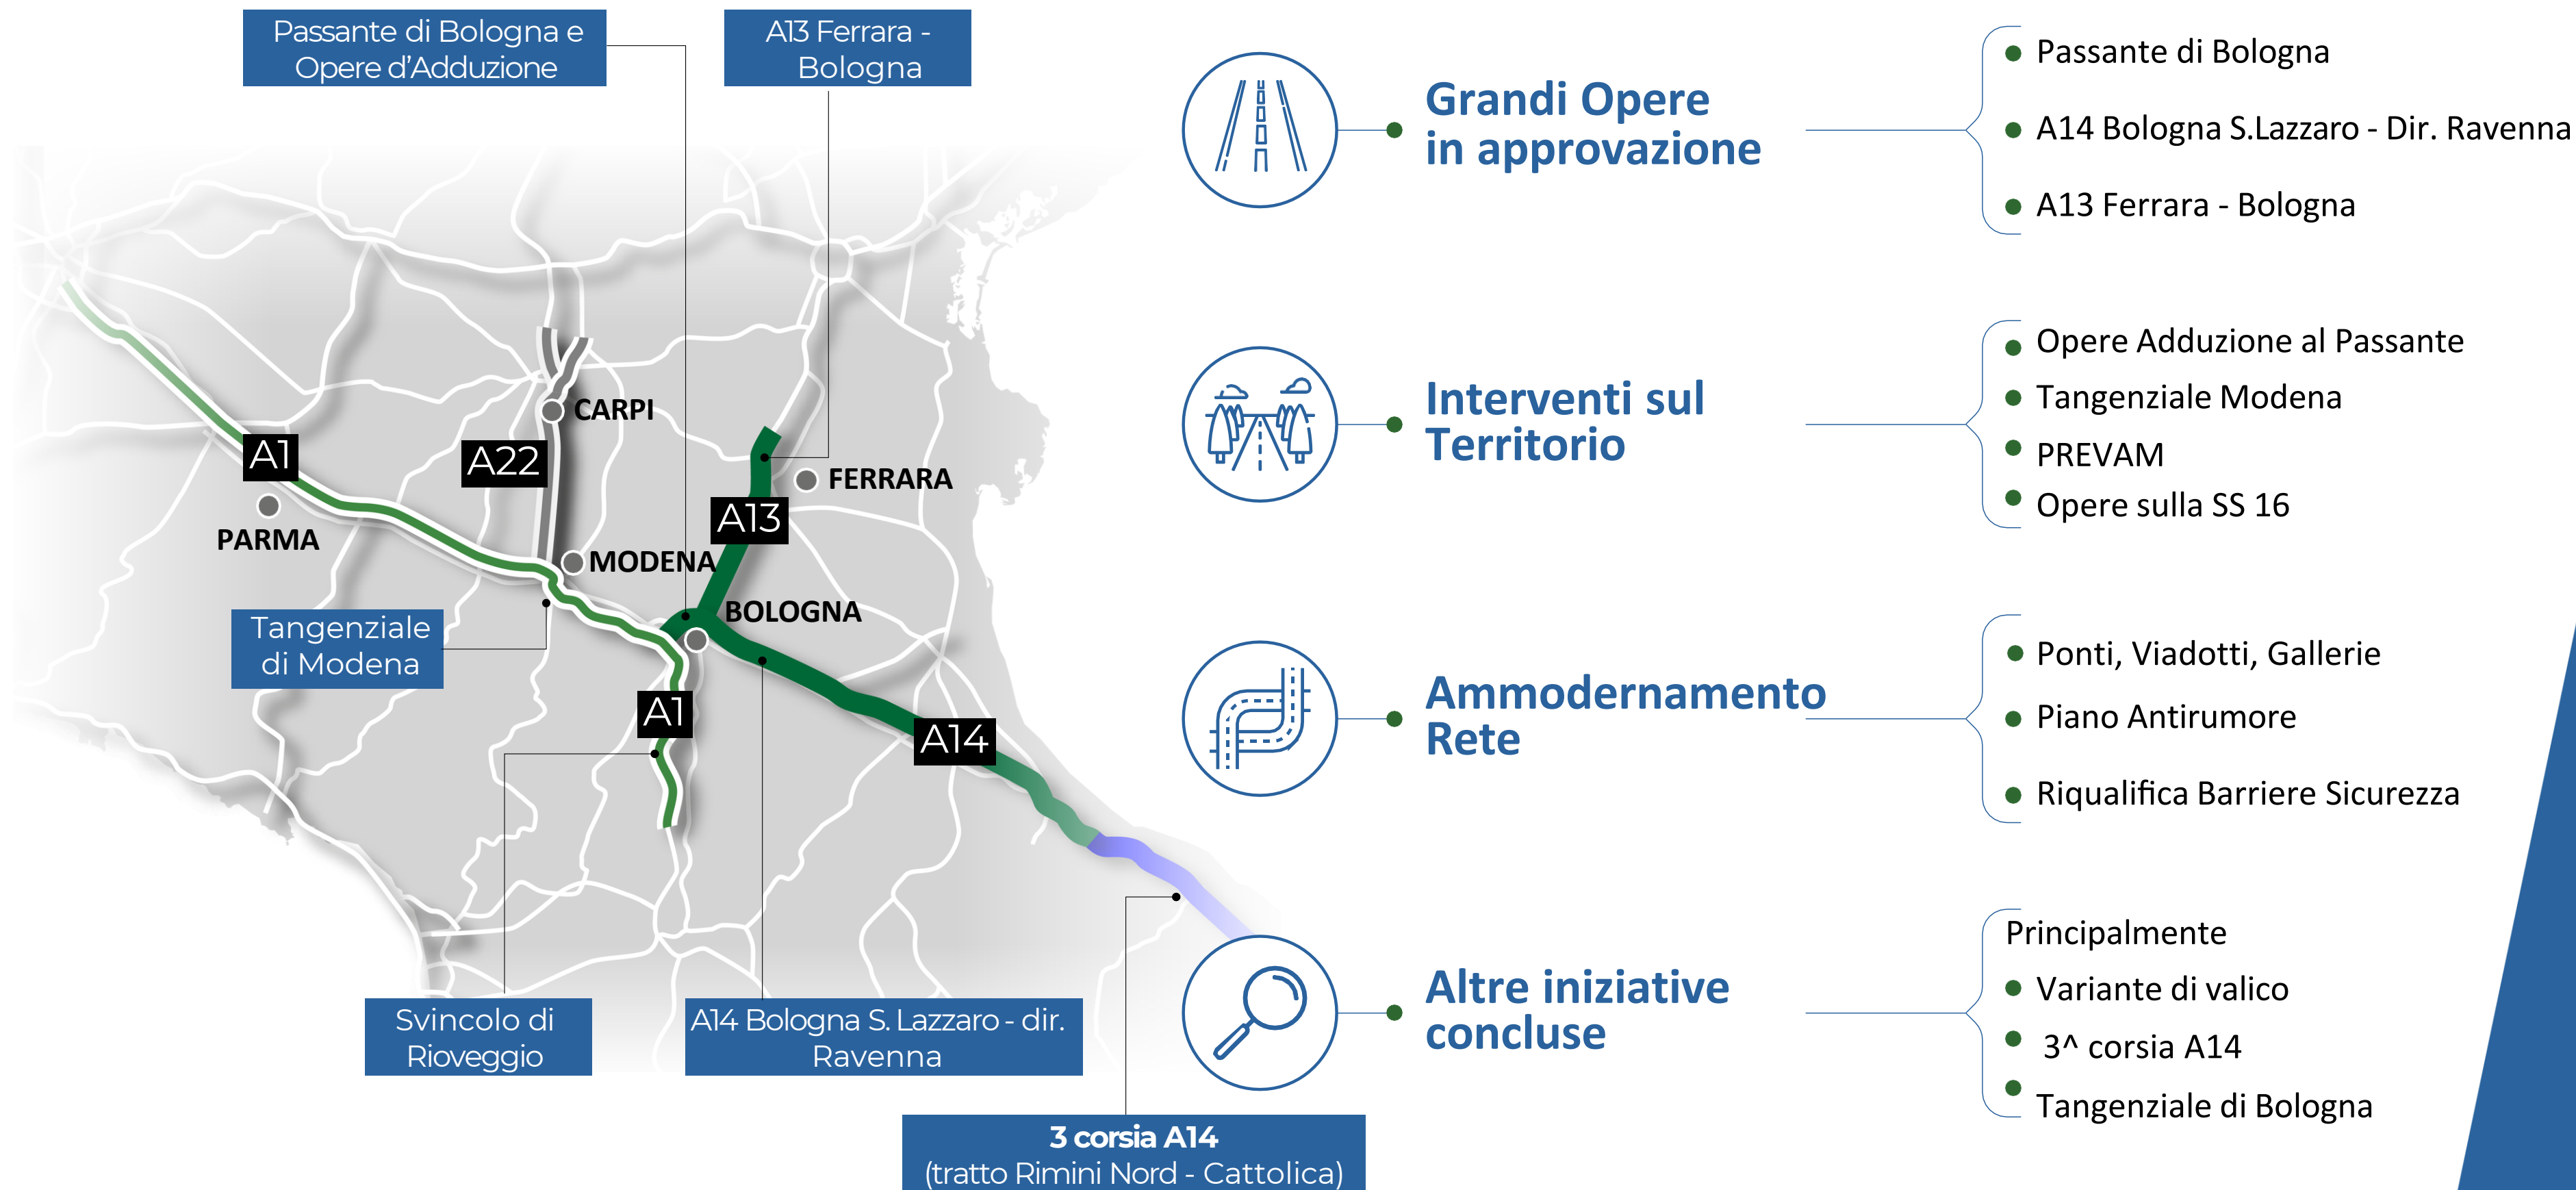 Passante di Bologna e
Opere d'Adduzione
A13 Ferrara -
Bologna
A1
PARMA
A22
CARPI
A13
FERRARA
MODENA
BOLOGNA
Tangenziale
di Modena
A1
A14
Svincolo di
Rioveggio
A14 Bologna S. Lazzaro - dir.
Ravenna
3 corsia A14
(tratto Rimini Nord - Cattolica)
Grandi Opere
in approvazione
Passante di Bologna
A14 Bologna S.Lazzaro - Dir. Ravenna
A13 Ferrara - Bologna
Interventi sul
Territorio
Opere Adduzione al Passante
Tangenziale Modena
PREVAM
Opere sulla SS 16
Ammodernamento
Rete
Ponti, Viadotti, Gallerie
Piano Antirumore
Riqualifica Barriere Sicurezza
Altre iniziative
concluse
Principalmente
Variante di valico
3^ corsia A14
Tangenziale di Bologna